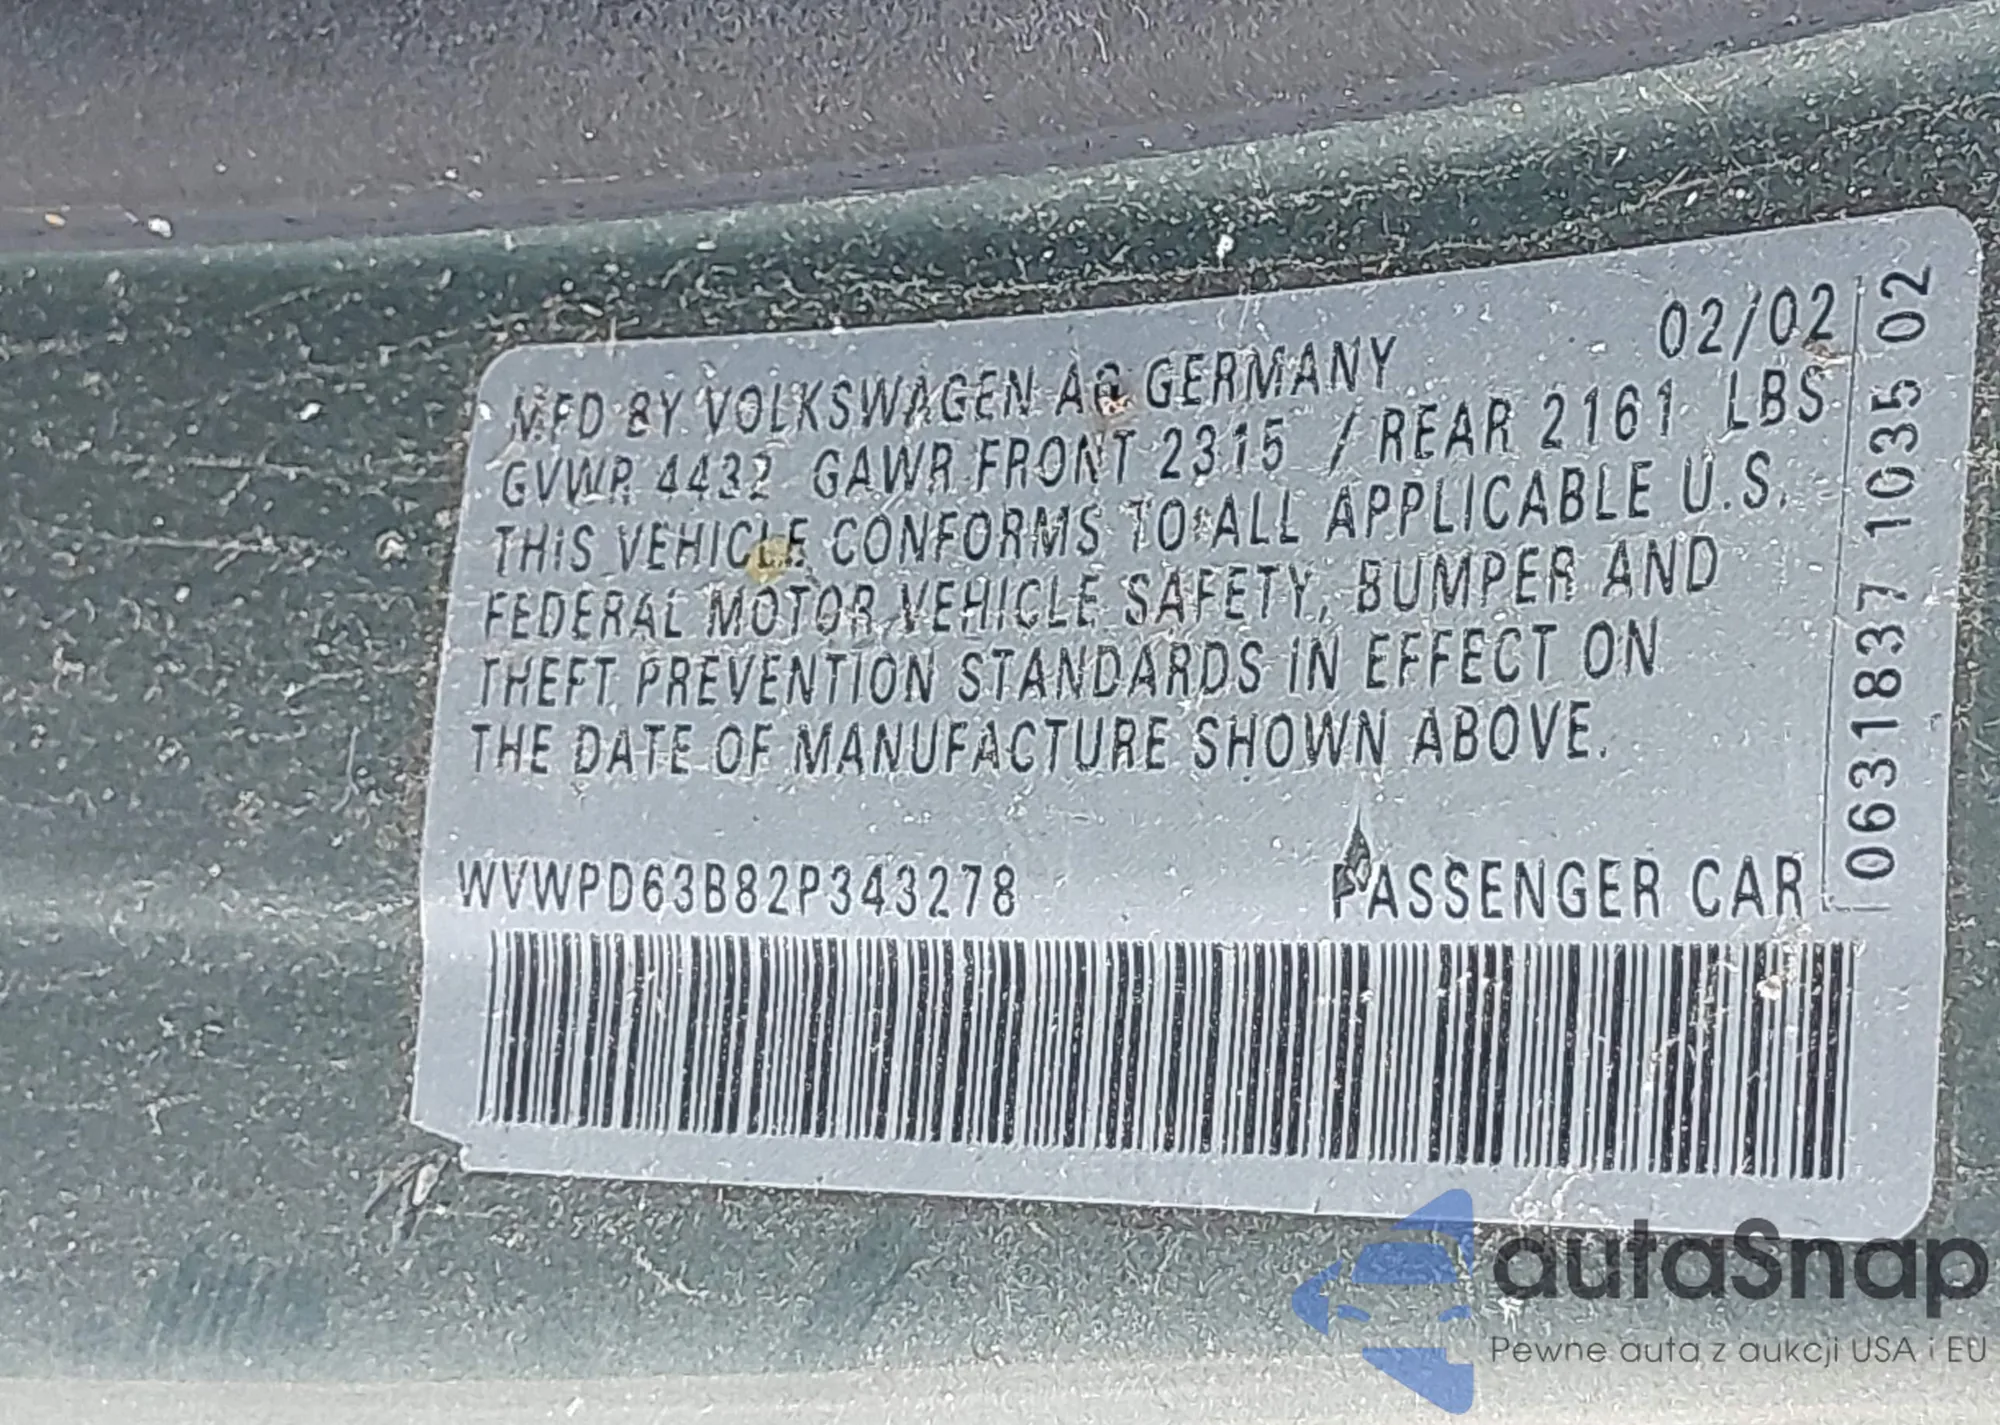 02/02
MFD BY VOLKSWAGEN AG GERMANY
GVWR 4432 GAWR FRONT 2315 / REAR 2161 LBS
THIS VEHICLE CONFORMS TO ALL APPLICABLE U.S.
FEDERAL MOTOR VEHICLE SAFETY, BUMPER AND
THEFT PREVENTION STANDARDS IN EFFECT ON
THE DATE OF MANUFACTURE SHOWN ABOVE.
WVWPD63B82P343278 PASSENGER CAR
0631837 1035 02
autaSnap
Pewne auta z aukcji USA i EU